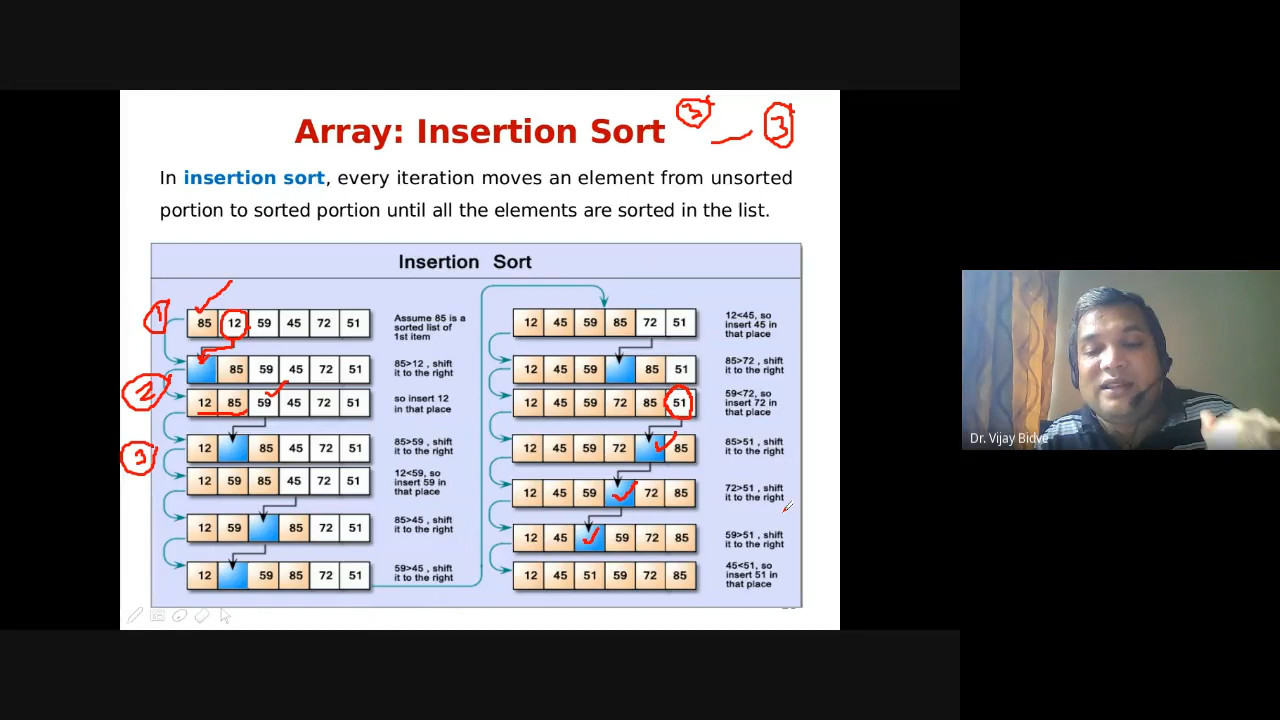 Array: Insertion Sort
3 3
In insertion sort, every iteration moves an element from unsorted
portion to sorted portion until all the elements are sorted in the list.
Insertion Sort
1
85 12 59 45 72 51
Assume 85 is a
sorted list of
1st item
85 59 45 72 51
85>12 , shift
it to the right
2
12 85 59 45 72 51
so insert 12
in that place
3
12 85 45 72 51
85>59 , shift
it to the right
12 59 85 45 72 51
12<59, so
insert 59 in
that place
12 59 85 72 51
85>45 , shift
it to the right
12 59 85 72 51
59>45 , shift
it to the right
12 45 59 85 72 51
12<45, so
insert 45 in
that place
12 45 59 85 51
85>72 , shift
it to the right
12 45 59 72 85 51
59<72, so
insert 72 in
that place
12 45 59 72 85
85>51 , shift
it to the right
12 45 59 72 85
72>51 , shift
it to the right
12 45 59 72 85
59>51 , shift
it to the right
12 45 51 59 72 85
45<51, so
insert 51 in
that place
Dr. Vijay Bidve